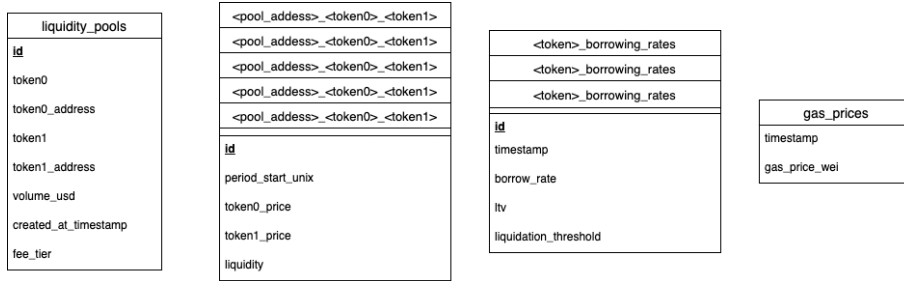 liquidity_pools
id
token0
token0_address
token1
token1_address
volume_usd
created_at_timestamp
fee_tier
<pool_addess>_<token0>_<token1>
<pool_addess>_<token0>_<token1>
<pool_addess>_<token0>_<token1>
<pool_addess>_<token0>_<token1>
<pool_addess>_<token0>_<token1>
id
period_start_unix
token0_price
token1_price
liquidity
<token>_borrowing_rates
<token>_borrowing_rates
<token>_borrowing_rates
id
timestamp
borrow_rate
ltv
liquidation_threshold
gas_prices
timestamp
gas_price_wei